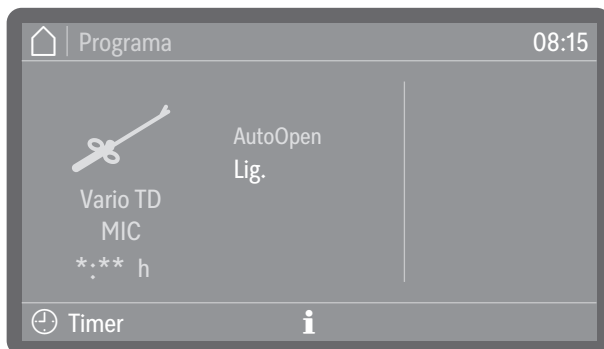 Programa
08:15
AutoOpen
Lig.
Vario TD
MIC
*:** h
Timer
i